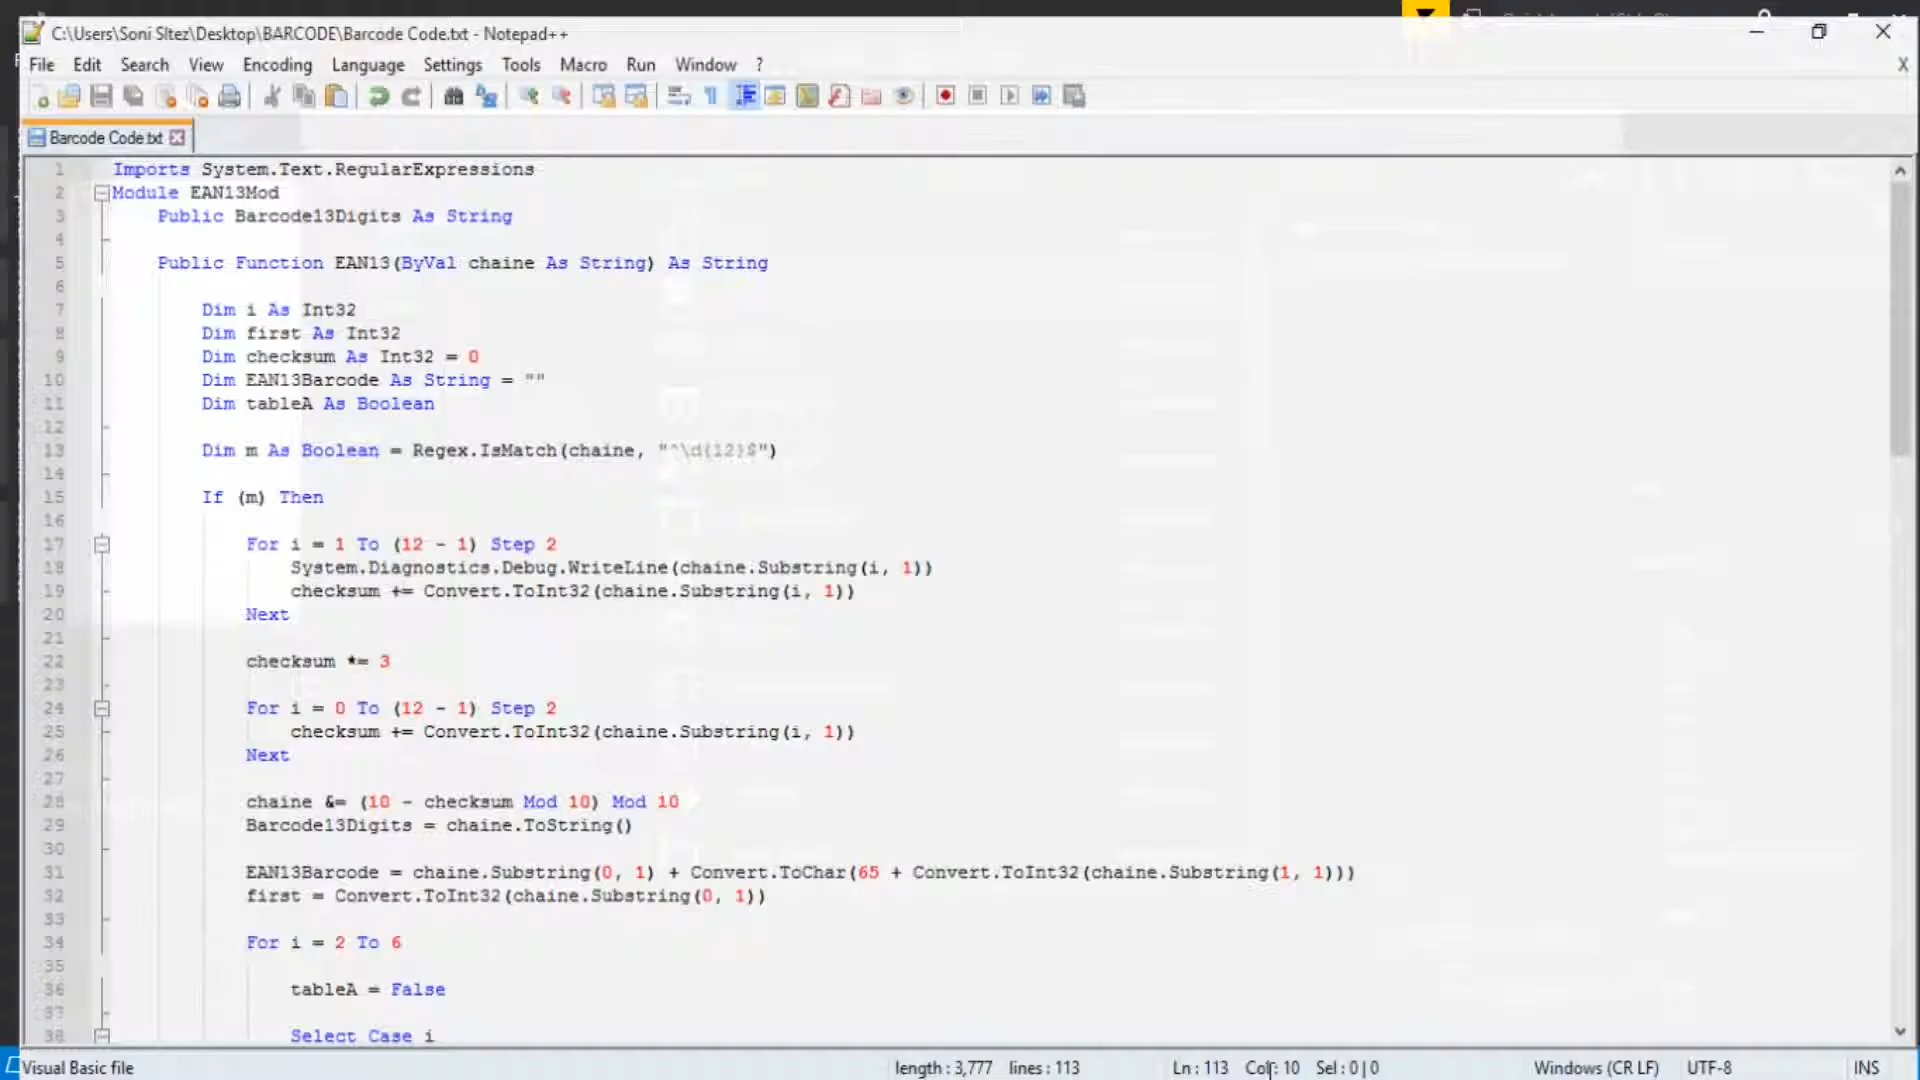 C:\Users\Soni Sltez\Desktop\BARCODE\Barcode Code.txt - Notepad++
File Edit Search View Encoding Language Settings Tools Macro Run Window ? X
Barcode Code.txt
1 Imports System.Text.RegularExpressions
2 Module EAN13Mod
3 Public Barcode13Digits As String
4
5 Public Function EAN13(ByVal chaine As String) As String
6
7 Dim i As Int32
8 Dim first As Int32
9 Dim checksum As Int32 = 0
10 Dim EAN13Barcode As String = ""
11 Dim tableA As Boolean
12
13 Dim m As Boolean = Regex.IsMatch(chaine, "^\d{12}$")
14
15 If (m) Then
16
17 For i = 1 To (12 - 1) Step 2
18 System.Diagnostics.Debug.WriteLine(chaine.Substring(i, 1))
19 checksum += Convert.ToInt32(chaine.Substring(i, 1))
20 Next
21
22 checksum *= 3
23
24 For i = 0 To (12 - 1) Step 2
25 checksum += Convert.ToInt32(chaine.Substring(i, 1))
26 Next
27
28 chaine &= (10 - checksum Mod 10) Mod 10
29 Barcode13Digits = chaine.ToString()
30
31 EAN13Barcode = chaine.Substring(0, 1) + Convert.ToChar(65 + Convert.ToInt32(chaine.Substring(1, 1)))
32 first = Convert.ToInt32(chaine.Substring(0, 1))
33
34 For i = 2 To 6
35
36 tableA = False
37
38 Select Case i
Visual Basic file length : 3,777 lines : 113 Ln : 113 Col : 10 Sel : 0 | 0 Windows (CR LF) UTF-8 INS